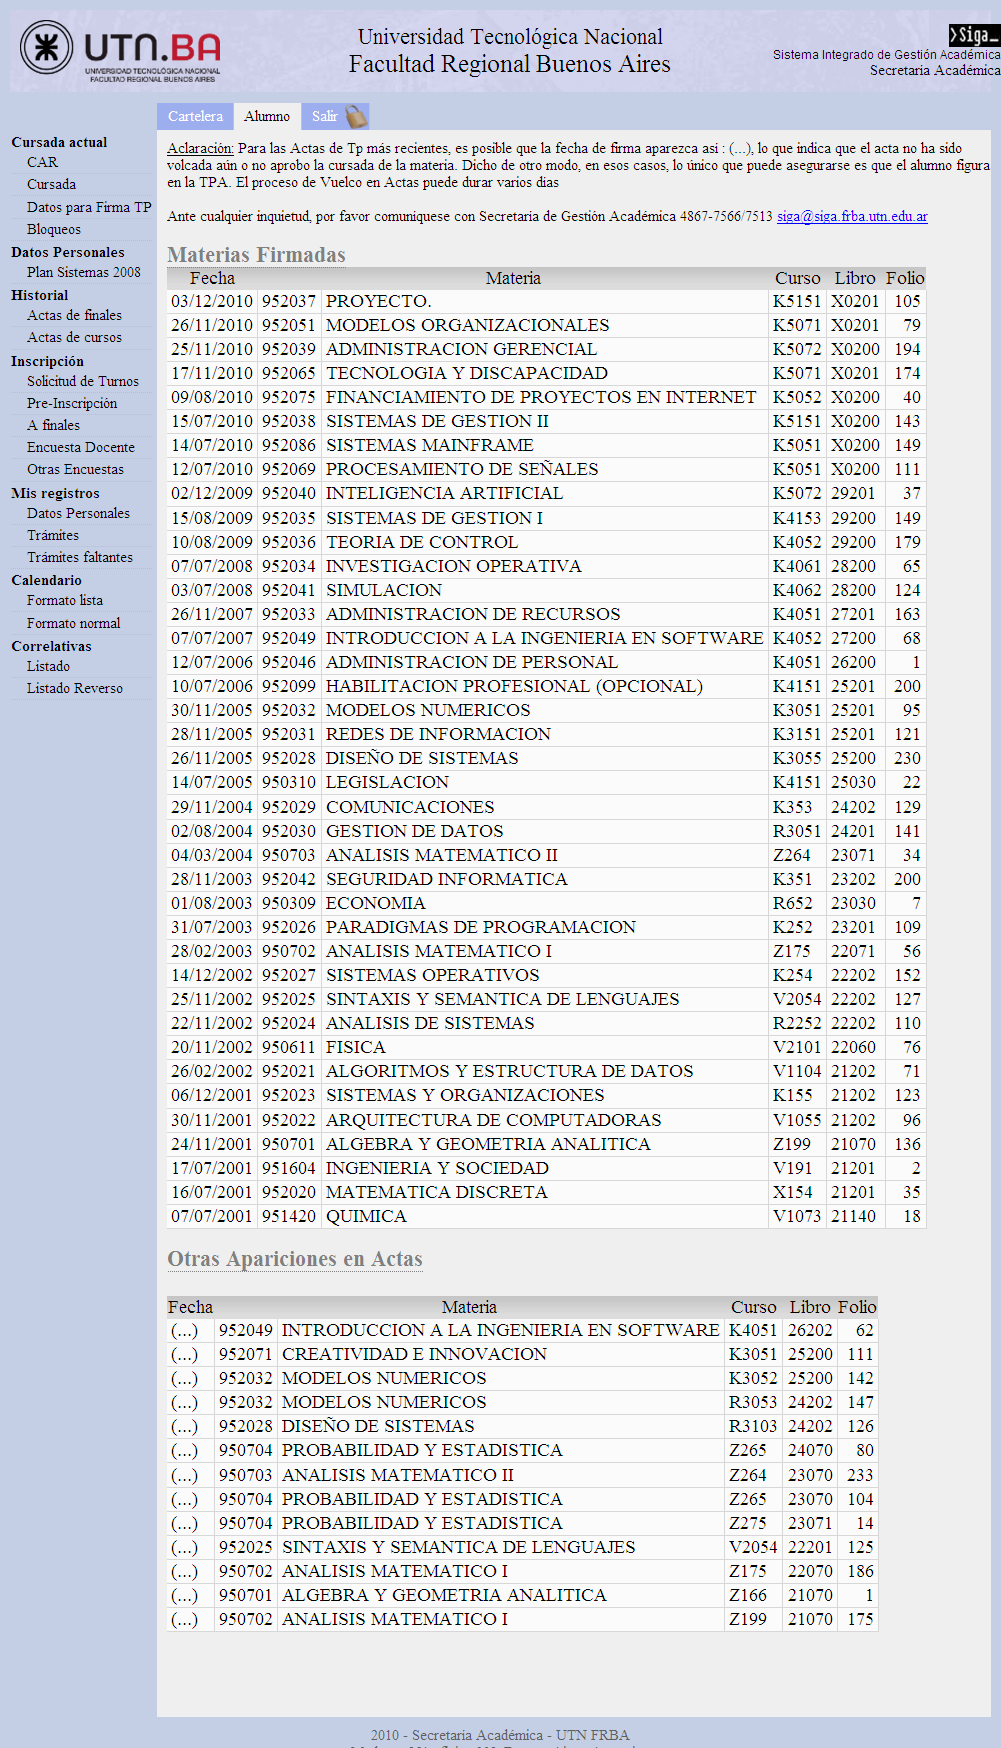 UTN.BA
UNIVERSIDAD TECNOLÓGICA NACIONAL
FACULTAD REGIONAL BUENOS AIRES
Universidad Tecnológica Nacional
Facultad Regional Buenos Aires
>Siga_
Sistema Integrado de Gestión Académica
Secretaría Académica
Cartelera Alumno Salir
Cursada actual
CAR
Cursada
Datos para Firma TP
Bloqueos
Datos Personales
Plan Sistemas 2008
Historial
Actas de finales
Actas de cursos
Inscripción
Solicitud de Turnos
Pre-Inscripción
A finales
Encuesta Docente
Otras Encuestas
Mis registros
Datos Personales
Trámites
Trámites faltantes
Calendario
Formato lista
Formato normal
Correlativas
Listado
Listado Reverso
Aclaración: Para las Actas de Tp más recientes, es posible que la fecha de firma aparezca asi : (...), lo que indica que el acta no ha sido
volcada aún o no aprobo la cursada de la materia. Dicho de otro modo, en esos casos, lo único que puede asegurarse es que el alumno figura
en la TPA. El proceso de Vuelco en Actas puede durar varios dias
Ante cualquier inquietud, por favor comuniquese con Secretaría de Gestión Académica 4867-7566/7513 siga@siga.frba.utn.edu.ar
Materias Firmadas
Fecha Materia Curso Libro Folio
03/12/2010 952037 PROYECTO. K5151 X0201 105
26/11/2010 952051 MODELOS ORGANIZACIONALES K5071 X0201 79
25/11/2010 952039 ADMINISTRACION GERENCIAL K5072 X0200 194
17/11/2010 952065 TECNOLOGIA Y DISCAPACIDAD K5071 X0201 174
09/08/2010 952075 FINANCIAMIENTO DE PROYECTOS EN INTERNET K5052 X0200 40
15/07/2010 952038 SISTEMAS DE GESTION II K5151 X0200 143
14/07/2010 952086 SISTEMAS MAINFRAME K5051 X0200 149
12/07/2010 952069 PROCESAMIENTO DE SEÑALES K5051 X0200 111
02/12/2009 952040 INTELIGENCIA ARTIFICIAL K5072 29201 37
15/08/2009 952035 SISTEMAS DE GESTION I K4153 29200 149
10/08/2009 952036 TEORIA DE CONTROL K4052 29200 179
07/07/2008 952034 INVESTIGACION OPERATIVA K4061 28200 65
03/07/2008 952041 SIMULACION K4062 28200 124
26/11/2007 952033 ADMINISTRACION DE RECURSOS K4051 27201 163
07/07/2007 952049 INTRODUCCION A LA INGENIERIA EN SOFTWARE K4052 27200 68
12/07/2006 952046 ADMINISTRACION DE PERSONAL K4051 26200 1
10/07/2006 952099 HABILITACION PROFESIONAL (OPCIONAL) K4151 25201 200
30/11/2005 952032 MODELOS NUMERICOS K3051 25201 95
28/11/2005 952031 REDES DE INFORMACION K3151 25201 121
26/11/2005 952028 DISEÑO DE SISTEMAS K3055 25200 230
14/07/2005 950310 LEGISLACION K4151 25030 22
29/11/2004 952029 COMUNICACIONES K353 24202 129
02/08/2004 952030 GESTION DE DATOS R3051 24201 141
04/03/2004 950703 ANALISIS MATEMATICO II Z264 23071 34
28/11/2003 952042 SEGURIDAD INFORMATICA K351 23202 200
01/08/2003 950309 ECONOMIA R652 23030 7
31/07/2003 952026 PARADIGMAS DE PROGRAMACION K252 23201 109
28/02/2003 950702 ANALISIS MATEMATICO I Z175 22071 56
14/12/2002 952027 SISTEMAS OPERATIVOS K254 22202 152
25/11/2002 952025 SINTAXIS Y SEMANTICA DE LENGUAJES V2054 22202 127
22/11/2002 952024 ANALISIS DE SISTEMAS R2252 22202 110
20/11/2002 950611 FISICA V2101 22060 76
26/02/2002 952021 ALGORITMOS Y ESTRUCTURA DE DATOS V1104 21202 71
06/12/2001 952023 SISTEMAS Y ORGANIZACIONES K155 21202 123
30/11/2001 952022 ARQUITECTURA DE COMPUTADORAS V1055 21202 96
24/11/2001 950701 ALGEBRA Y GEOMETRIA ANALITICA Z199 21070 136
17/07/2001 951604 INGENIERIA Y SOCIEDAD V191 21201 2
16/07/2001 952020 MATEMATICA DISCRETA X154 21201 35
07/07/2001 951420 QUIMICA V1073 21140 18
Otras Apariciones en Actas
Fecha Materia Curso Libro Folio
(...) 952049 INTRODUCCION A LA INGENIERIA EN SOFTWARE K4051 26202 62
(...) 952071 CREATIVIDAD E INNOVACION K3051 25200 111
(...) 952032 MODELOS NUMERICOS K3052 25200 142
(...) 952032 MODELOS NUMERICOS R3053 24202 147
(...) 952028 DISEÑO DE SISTEMAS R3103 24202 126
(...) 950704 PROBABILIDAD Y ESTADISTICA Z265 24070 80
(...) 950703 ANALISIS MATEMATICO II Z264 23070 233
(...) 950704 PROBABILIDAD Y ESTADISTICA Z265 23070 104
(...) 950704 PROBABILIDAD Y ESTADISTICA Z275 23071 14
(...) 952025 SINTAXIS Y SEMANTICA DE LENGUAJES V2054 22201 125
(...) 950702 ANALISIS MATEMATICO I Z175 22070 186
(...) 950701 ALGEBRA Y GEOMETRIA ANALITICA Z166 21070 1
(...) 950702 ANALISIS MATEMATICO I Z199 21070 175
2010 - Secretaría Académica - UTN FRBA